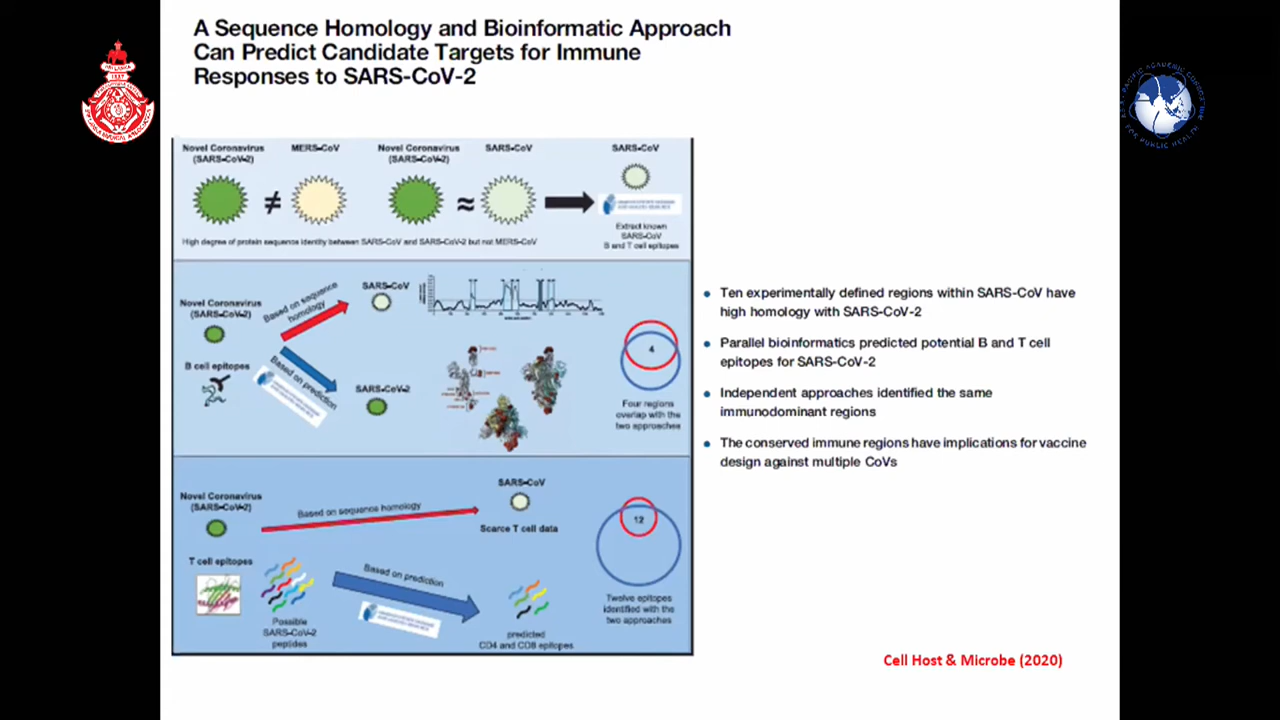 A Sequence Homology and Bioinformatic Approach
Can Predict Candidate Targets for Immune
Responses to SARS-CoV-2
Novel Coronavirus
(SARS-CoV-2)
MERS-CoV
Novel Coronavirus
(SARS-CoV-2)
SARS-CoV
SARS-CoV
≠
≈
Extract known
SARS-CoV
B and T cell epitopes
High degree of protein sequence identity between SARS-CoV and SARS-CoV-2 but not MERS-CoV
Novel Coronavirus
(SARS-CoV-2)
Based on sequence
homology
SARS-CoV
B cell epitopes
Based on prediction
SARS-CoV-2
4
Four regions
overlap with the
two approaches
Novel Coronavirus
(SARS-CoV-2)
Based on sequence homology
SARS-CoV
Scarce T cell data
12
T cell epitopes
Based on prediction
Possible
SARS-CoV-2
peptides
predicted
CD4 and CD8 epitopes
Twelve epitopes
identified with the
two approaches
• Ten experimentally defined regions within SARS-CoV have
high homology with SARS-CoV-2
• Parallel bioinformatics predicted potential B and T cell
epitopes for SARS-CoV-2
• Independent approaches identified the same
immunodominant regions
• The conserved immune regions have implications for vaccine
design against multiple CoVs
Cell Host & Microbe (2020)
FOR PUBLIC HEALTH